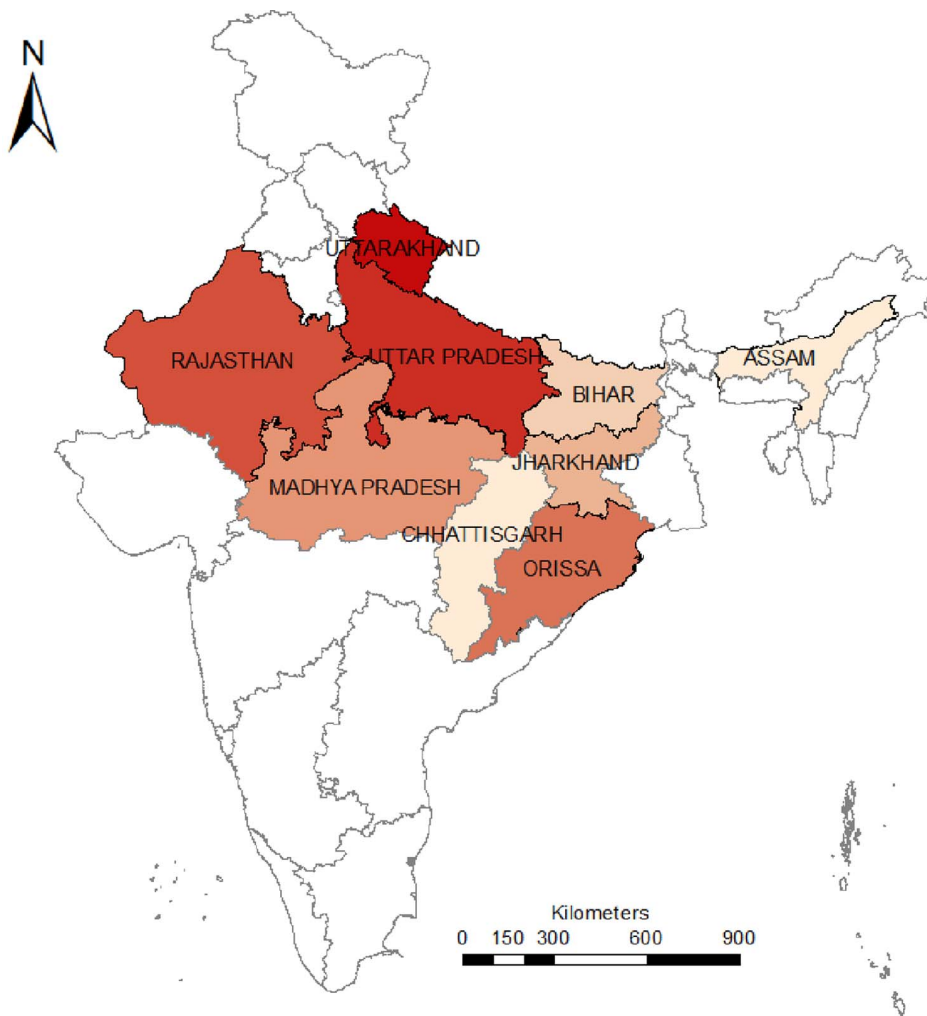 N
UTTARAKHAND
RAJASTHAN
UTTAR PRADESH
ASSAM
BIHAR
JHARKHAND
MADHYA PRADESH
CHHATTISGARH
ORISSA
Kilometers
0 150 300 600 900